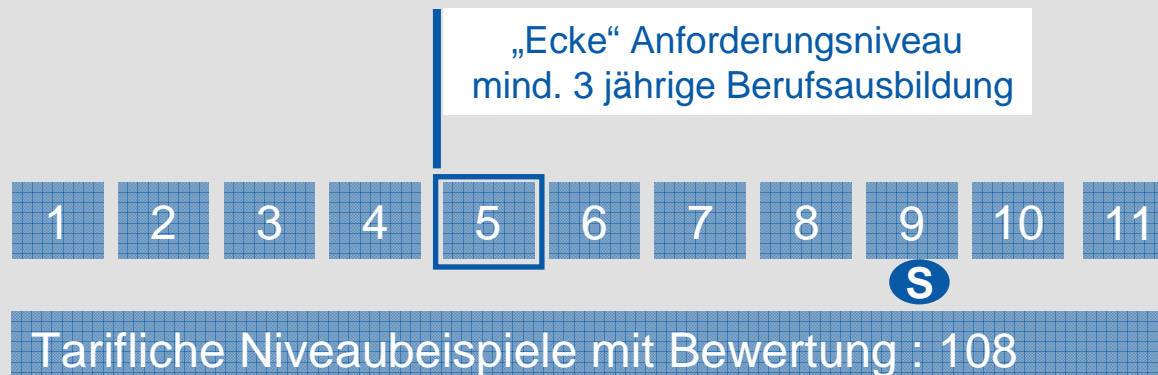 „Ecke“ Anforderungsniveau
mind. 3 jährige Berufsausbildung
1 2 3 4 5 6 7 8 9 10 11
S
Tarifliche Niveaubeispiele mit Bewertung : 108